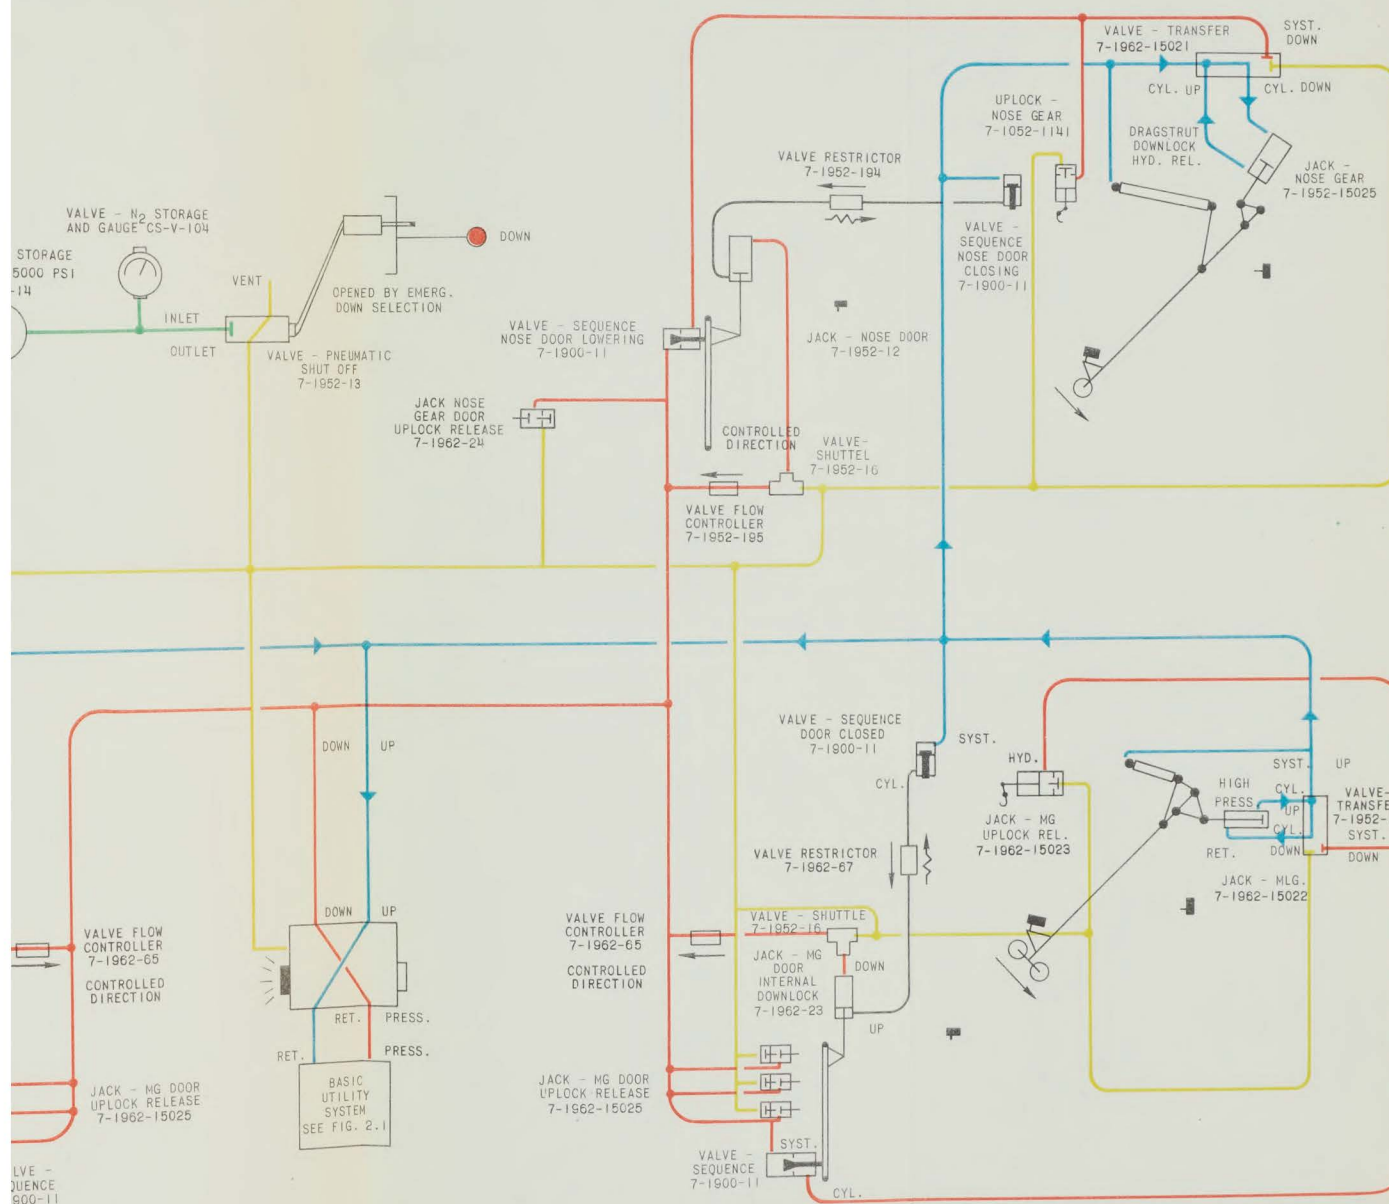 VALVE - TRANSFER
7-1962-15021
SYST.
DOWN
CYL. UP
CYL. DOWN
UPLOCK -
NOSE GEAR
7-1052-1141
DRAGSTRUT
DOWNLOCK
HYD. REL.
JACK -
NOSE GEAR
7-1952-15025
VALVE RESTRICTOR
7-1952-194
VALVE - N2 STORAGE
AND GAUGE CS-V-104
STORAGE
5000 PSI
-14
VENT
DOWN
OPENED BY EMERG.
DOWN SELECTION
INLET
OUTLET
VALVE - PNEUMATIC
SHUT OFF
7-1952-13
VALVE -
SEQUENCE
NOSE DOOR
CLOSING
7-1900-11
VALVE - SEQUENCE
NOSE DOOR LOWERING
7-1900-11
JACK - NOSE DOOR
7-1952-12
JACK NOSE
GEAR DOOR
UPLOCK RELEASE
7-1962-24
CONTROLLED
DIRECTION
VALVE-
SHUTTEL
7-1952-16
VALVE FLOW
CONTROLLER
7-1952-195
DOWN
UP
VALVE - SEQUENCE
DOOR CLOSED
7-1900-11
SYST.
CYL.
HYD.
JACK - MG
UPLOCK REL.
7-1962-15023
SYST. UP
HIGH
PRESS.
CYL.
UP
CYL.
DOWN
RET.
VALVE-
TRANSFE
7-1952-
SYST.
DOWN
JACK - MLG.
7-1962-15022
VALVE RESTRICTOR
7-1962-67
DOWN
UP
VALVE FLOW
CONTROLLER
7-1962-65
CONTROLLED
DIRECTION
VALVE FLOW
CONTROLLER
7-1962-65
CONTROLLED
DIRECTION
VALVE - SHUTTLE
7-1952-16
JACK - MG
DOOR
INTERNAL
DOWNLOCK
7-1962-23
DOWN
UP
RET.
PRESS.
RET.
PRESS.
BASIC
UTILITY
SYSTEM
SEE FIG. 2.1
JACK - MG DOOR
UPLOCK RELEASE
7-1962-15025
JACK - MG DOOR
UPLOCK RELEASE
7-1962-15025
SYST.
VALVE -
SEQUENCE
7-1900-11
CYL.
LVE -
QUENCE
900-11